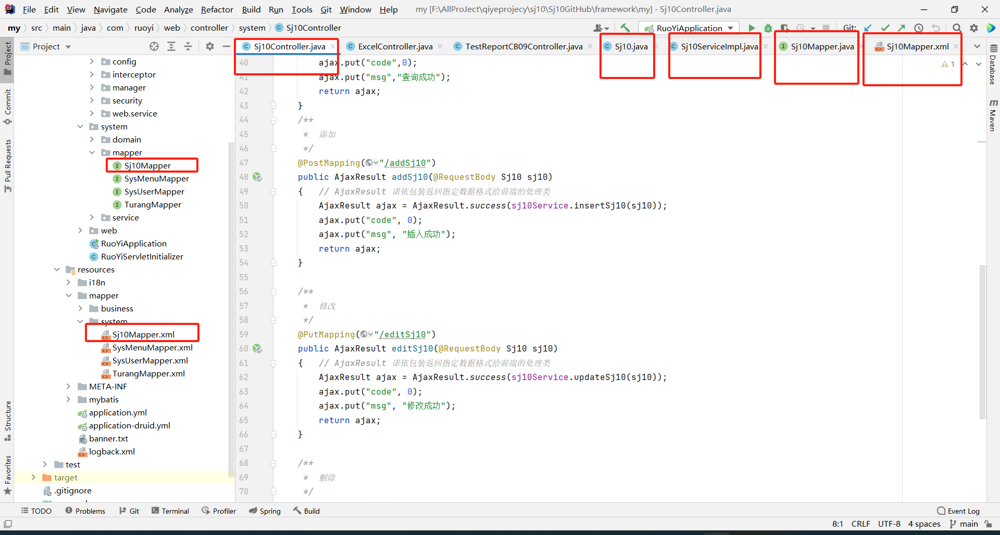 File Edit View Navigate Code Analyze Refactor Build Run Tools Git Window Help my [F:\AllProJect\qiyeprojecy\sj10\Sj10GitHub\framework\my] - Sj10Controller.java
my src main java com ruoyi web controller system Sj10Controller RuoYiApplication Git:
Project Sj10Controller.java ExcelController.java TestReportCB09Controller.java Sj10.java Sj10ServiceImpl.java Sj10Mapper.java Sj10Mapper.xml
Project
Commit
Pull Requests
Structure
Favorites
config
interceptor
manager
security
web.service
system
domain
mapper
Sj10Mapper
SysMenuMapper
SysUserMapper
TurangMapper
service
web
RuoYiApplication
RuoYiServletInitializer
resources
i18n
mapper
business
system
Sj10Mapper.xml
SysMenuMapper.xml
SysUserMapper.xml
TurangMapper.xml
META-INF
mybatis
application.yml
application-druid.yml
banner.txt
logback.xml
test
target
.gitignore
40 ajax.put("code",0);
41 ajax.put("msg","查询成功");
42 return ajax;
43 }
44 /**
45 * 添加
46 */
47 @PostMapping("/addSj10")
48 public AjaxResult addSj10(@RequestBody Sj10 sj10)
49 { // AjaxResult 诺依包装返回指定数据格式给前端的处理类
50 AjaxResult ajax = AjaxResult.success(sj10Service.insertSj10(sj10));
51 ajax.put("code", 0);
52 ajax.put("msg", "插入成功");
53 return ajax;
54 }
55
56 /**
57 * 修改
58 */
59 @PutMapping("/editSj10")
60 public AjaxResult editSj10(@RequestBody Sj10 sj10)
61 { // AjaxResult 诺依包装返回指定数据格式给前端的处理类
62 AjaxResult ajax = AjaxResult.success(sj10Service.updateSj10(sj10));
63 ajax.put("code", 0);
64 ajax.put("msg", "修改成功");
65 return ajax;
66 }
67
68 /**
69 * 删除
70 */
1
Database
Maven
TODO Problems Git Terminal Profiler Spring Build Event Log
8:1 CRLF UTF-8 4 spaces main